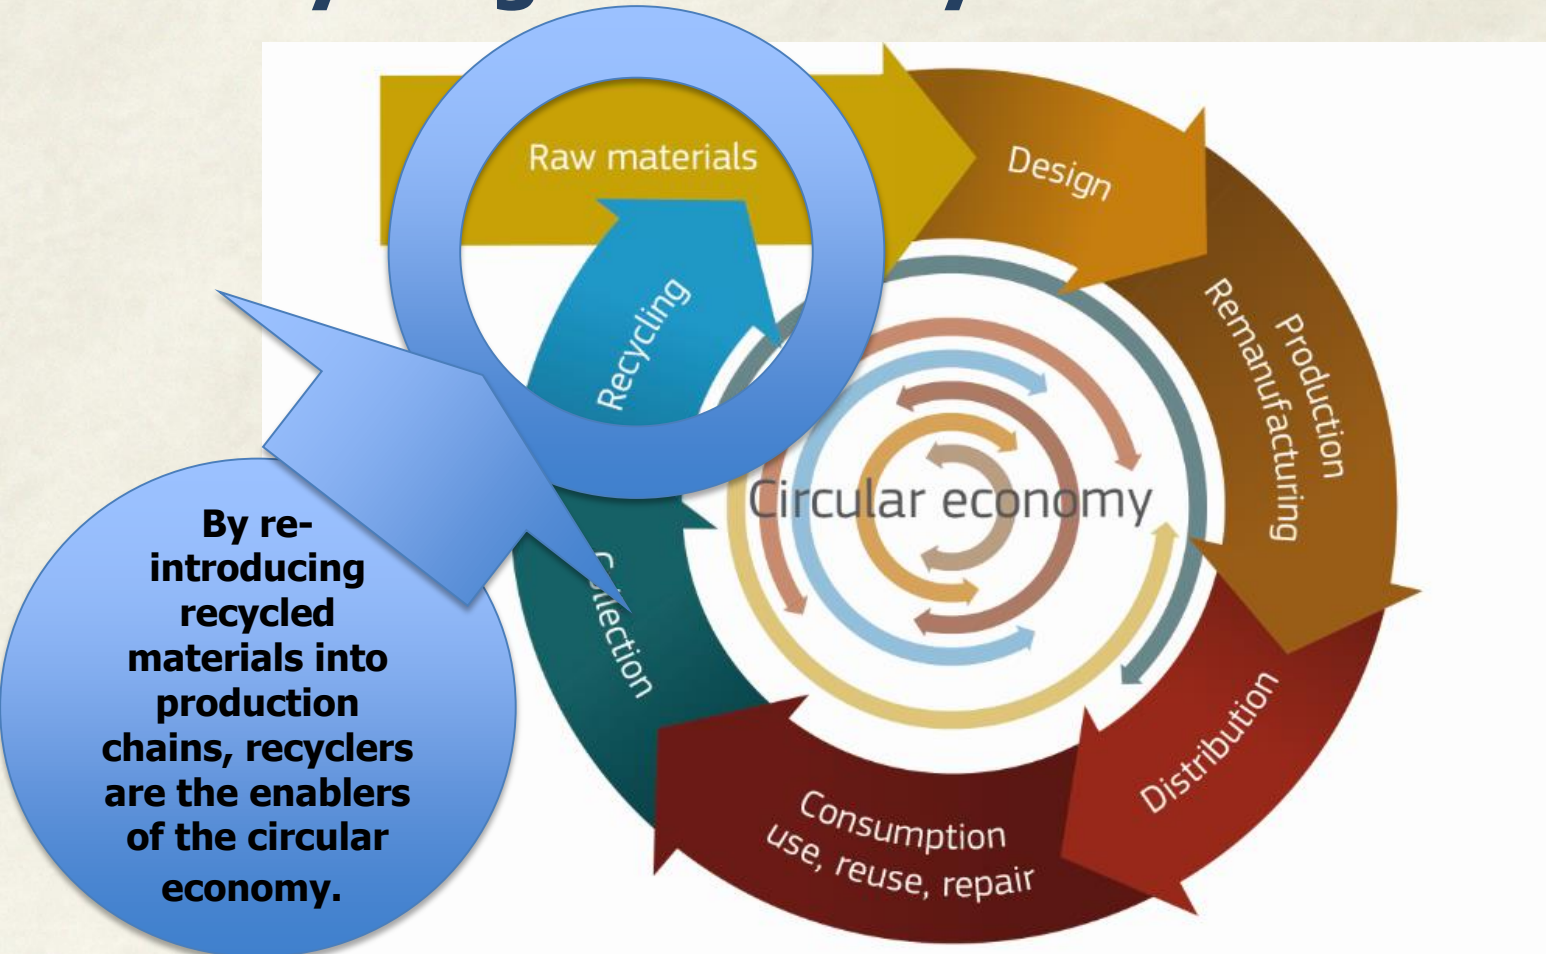 Raw materials
Design
Production
Remanufacturing
Recycling
Circular economy
Collection
Distribution
Consumption
use, reuse, repair
By re-
introducing
recycled
materials into
production
chains, recyclers
are the enablers
of the circular
economy.